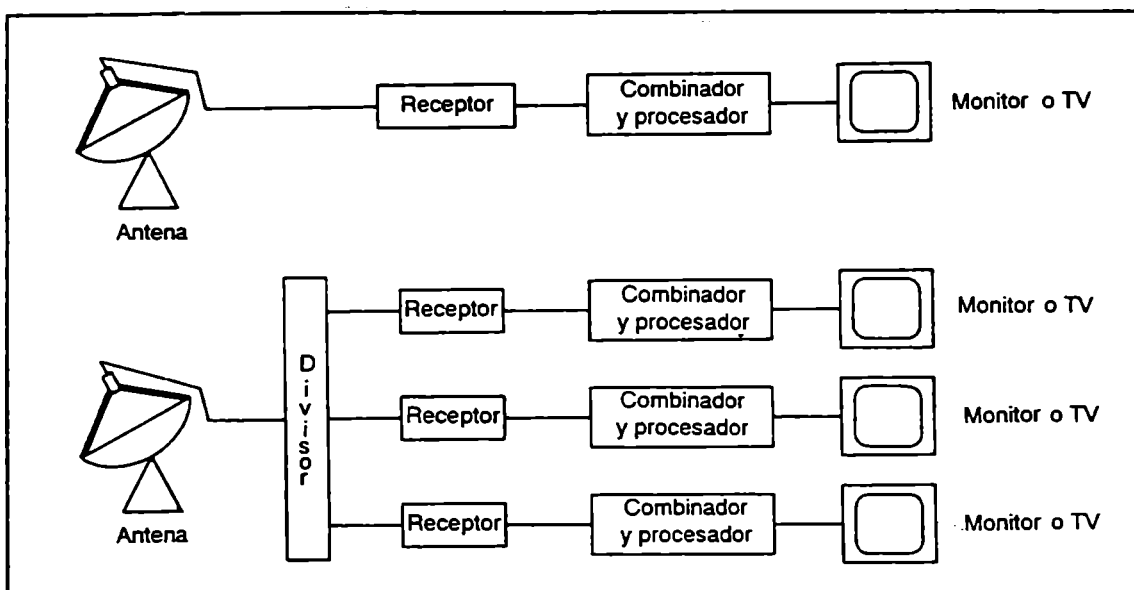 Receptor
Combinador
y procesador
Monitor o TV
Antena
Divisor
Receptor
Combinador
y procesador
Monitor o TV
Receptor
Combinador
y procesador
Monitor o TV
Antena
Receptor
Combinador
y procesador
Monitor o TV